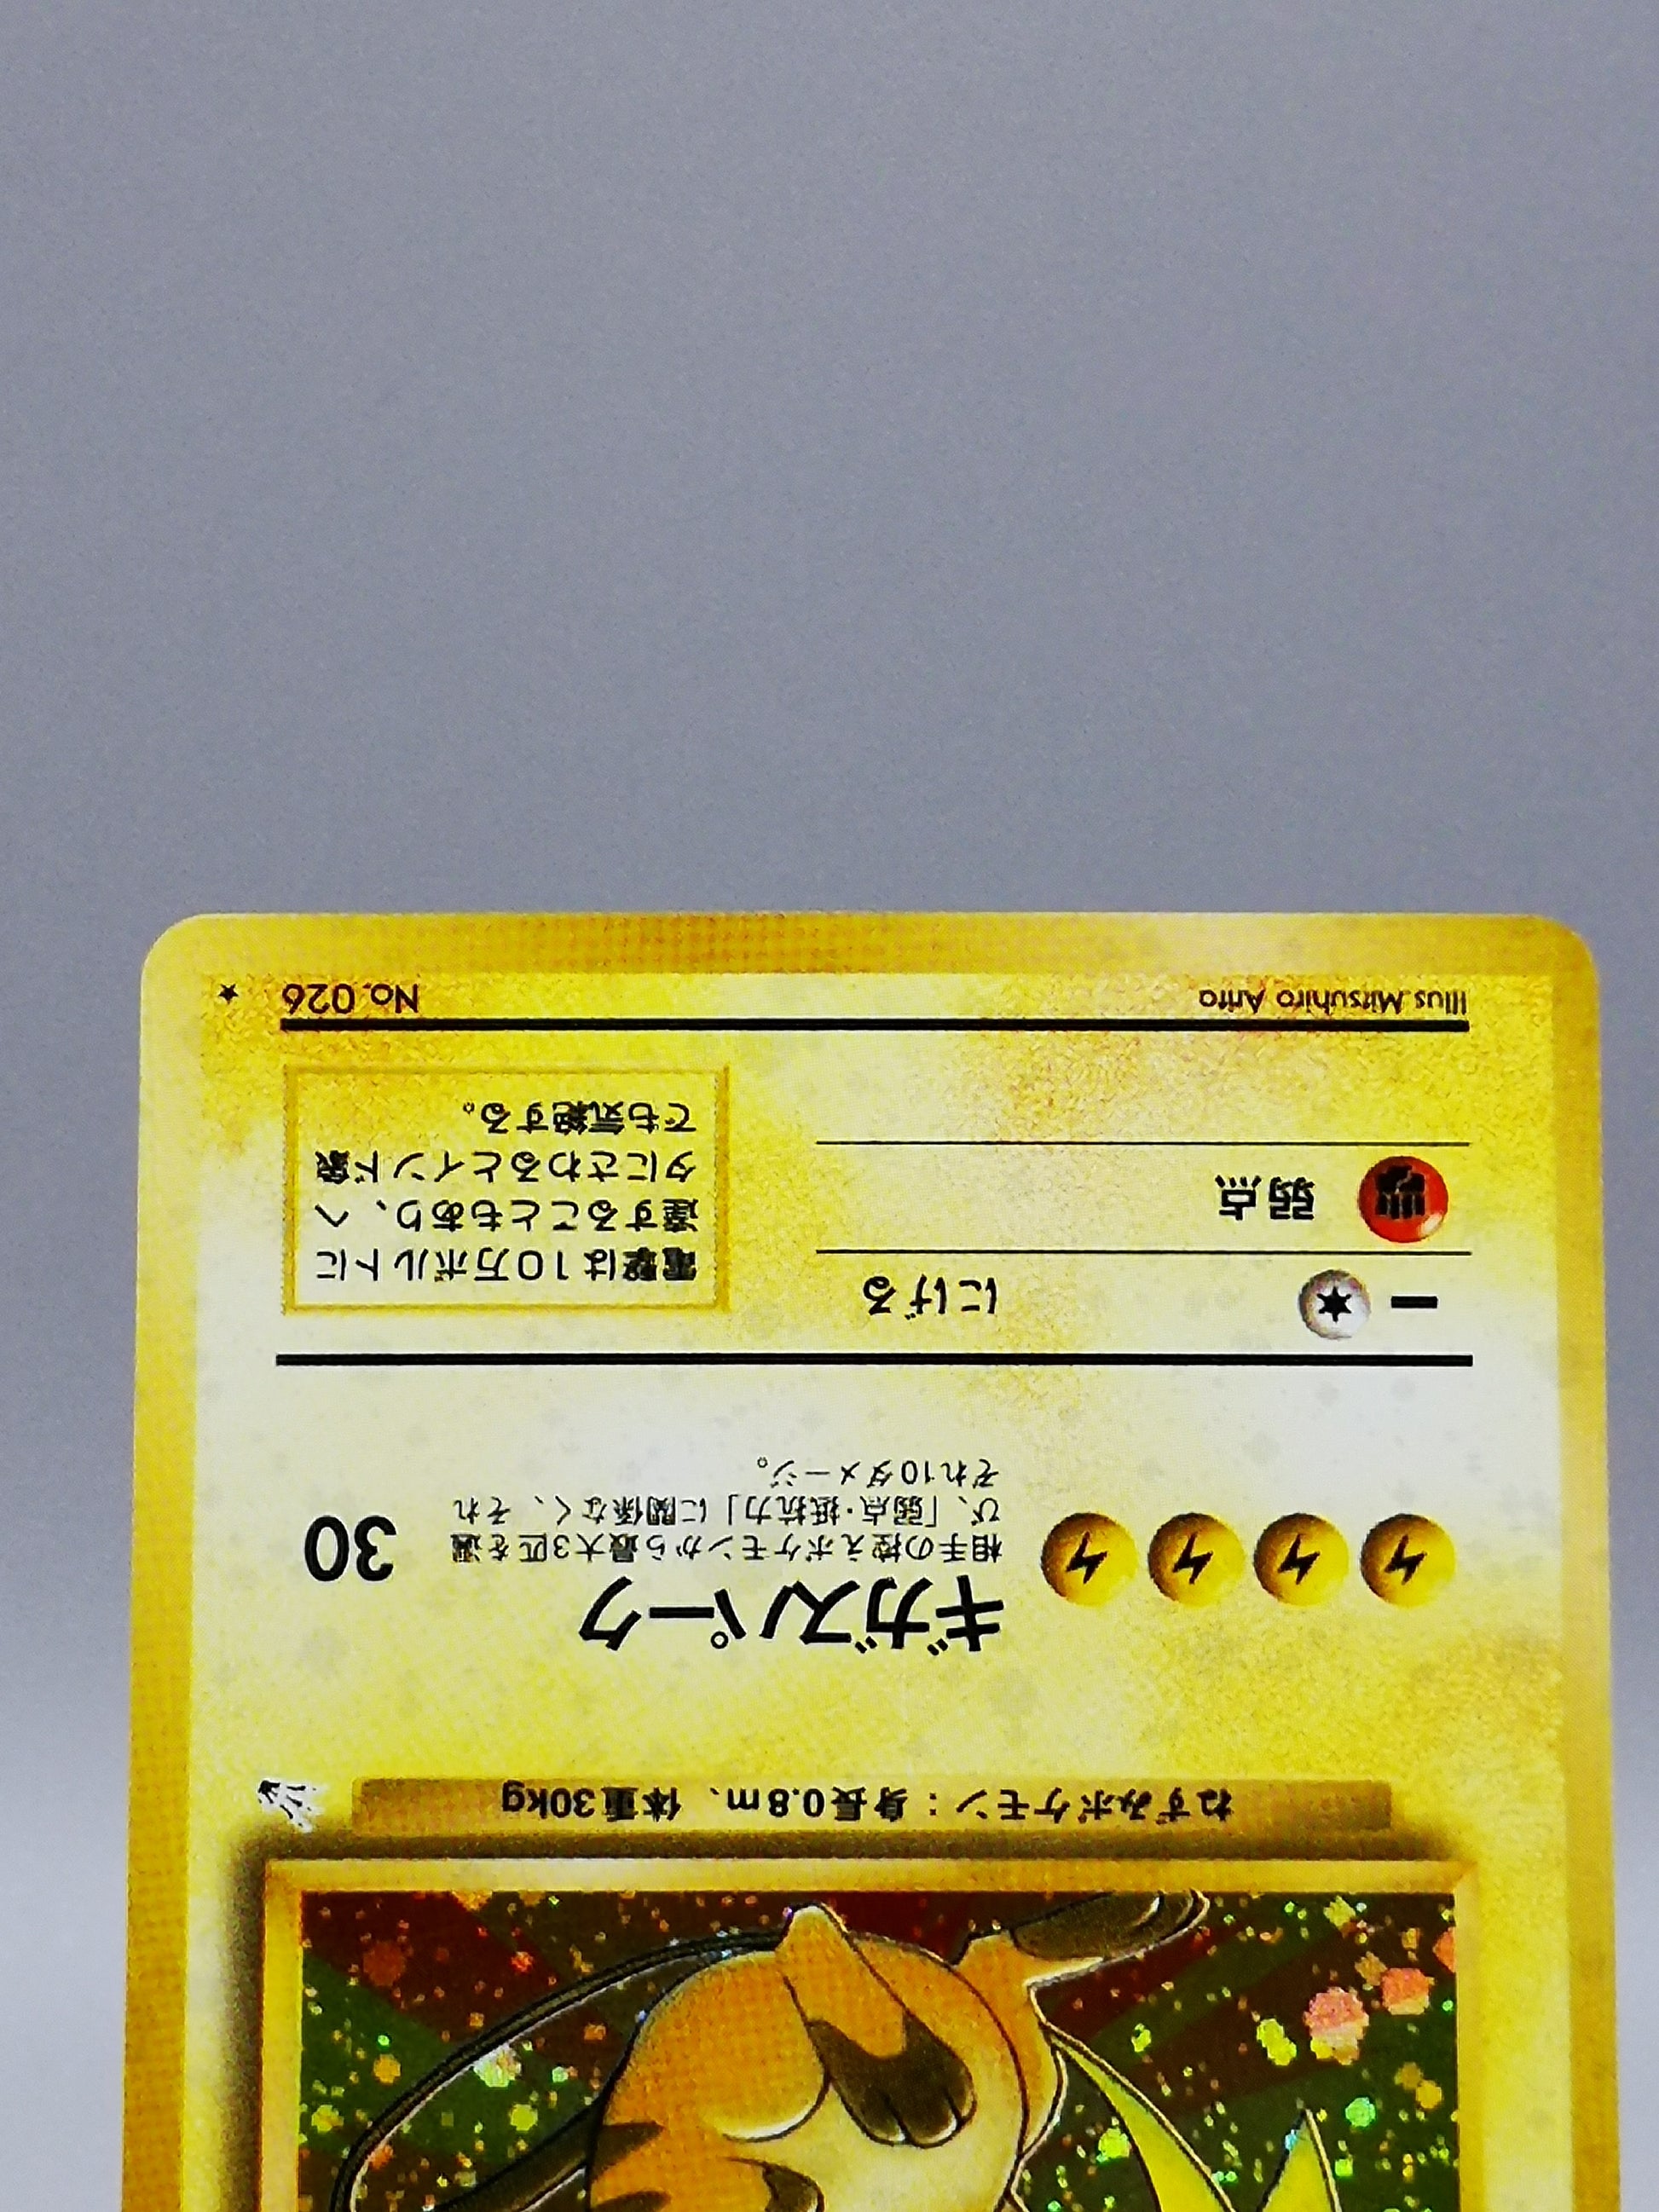 ねずみポケモン：身長0.8m、体重30kg
ギガスパーク
相手の控えポケモンから最大3匹を選
び、「弱点・抵抗力」に関係なく、それ
ぞれ10ダメージ。
30
にげる
弱点
電撃は10万ボルトに
達することもあり、ヘ
タにさわるとインド象
でも気絶する。
Illus. Mitsuhiro Arita
No. 026 ★